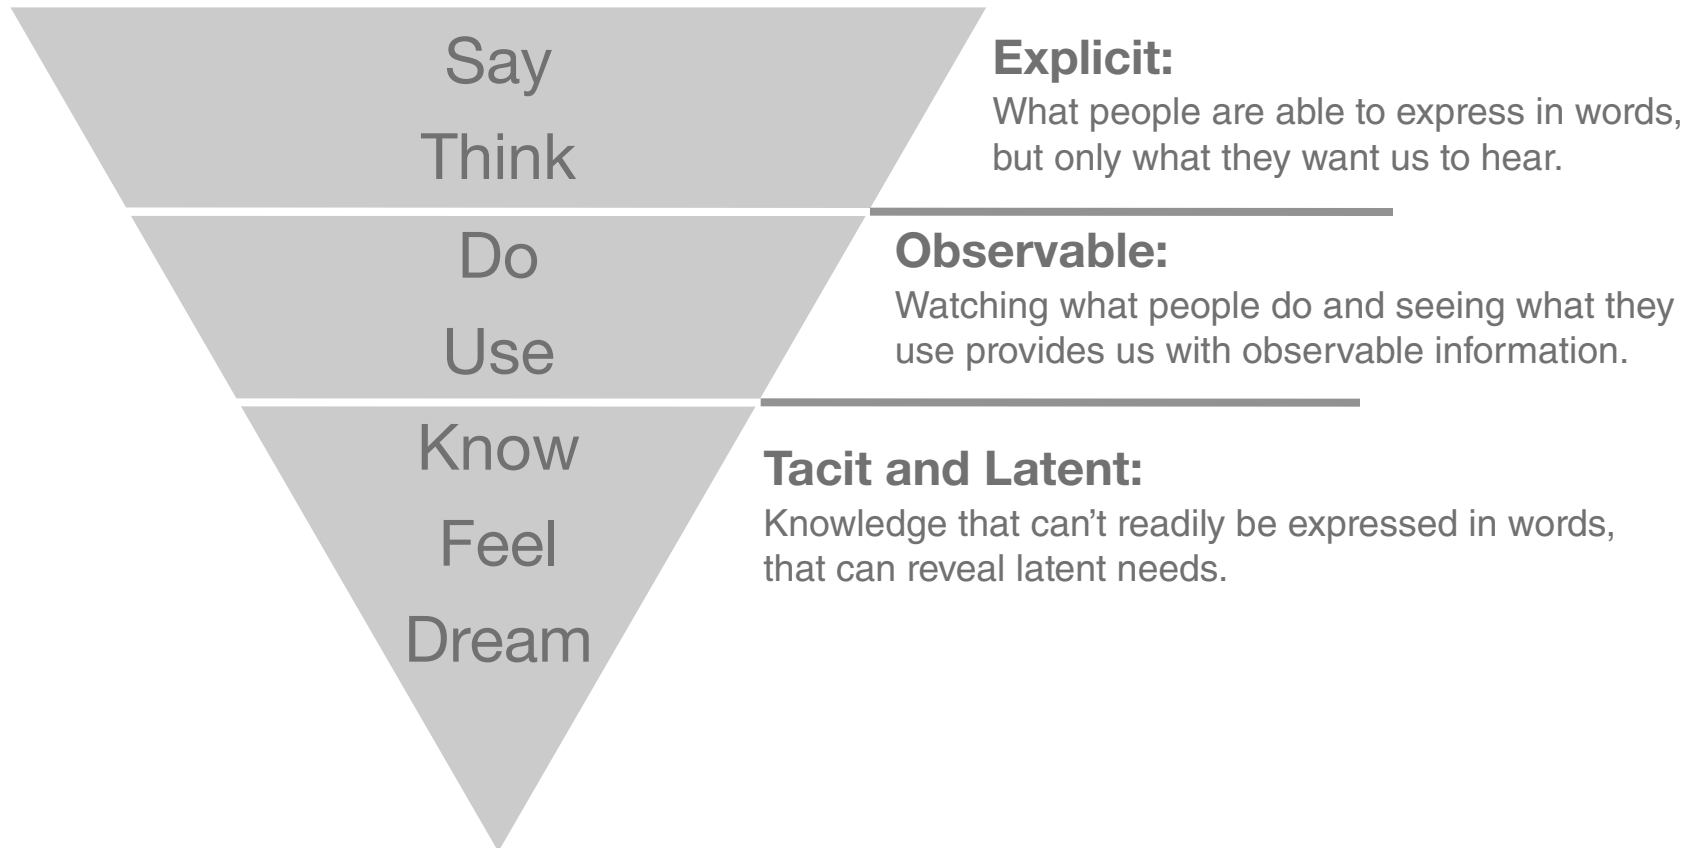 Say
Think
Explicit:
What people are able to express in words,
but only what they want us to hear.
Do
Use
Observable:
Watching what people do and seeing what they
use provides us with observable information.
Know
Feel
Dream
Tacit and Latent:
Knowledge that can’t readily be expressed in words,
that can reveal latent needs.